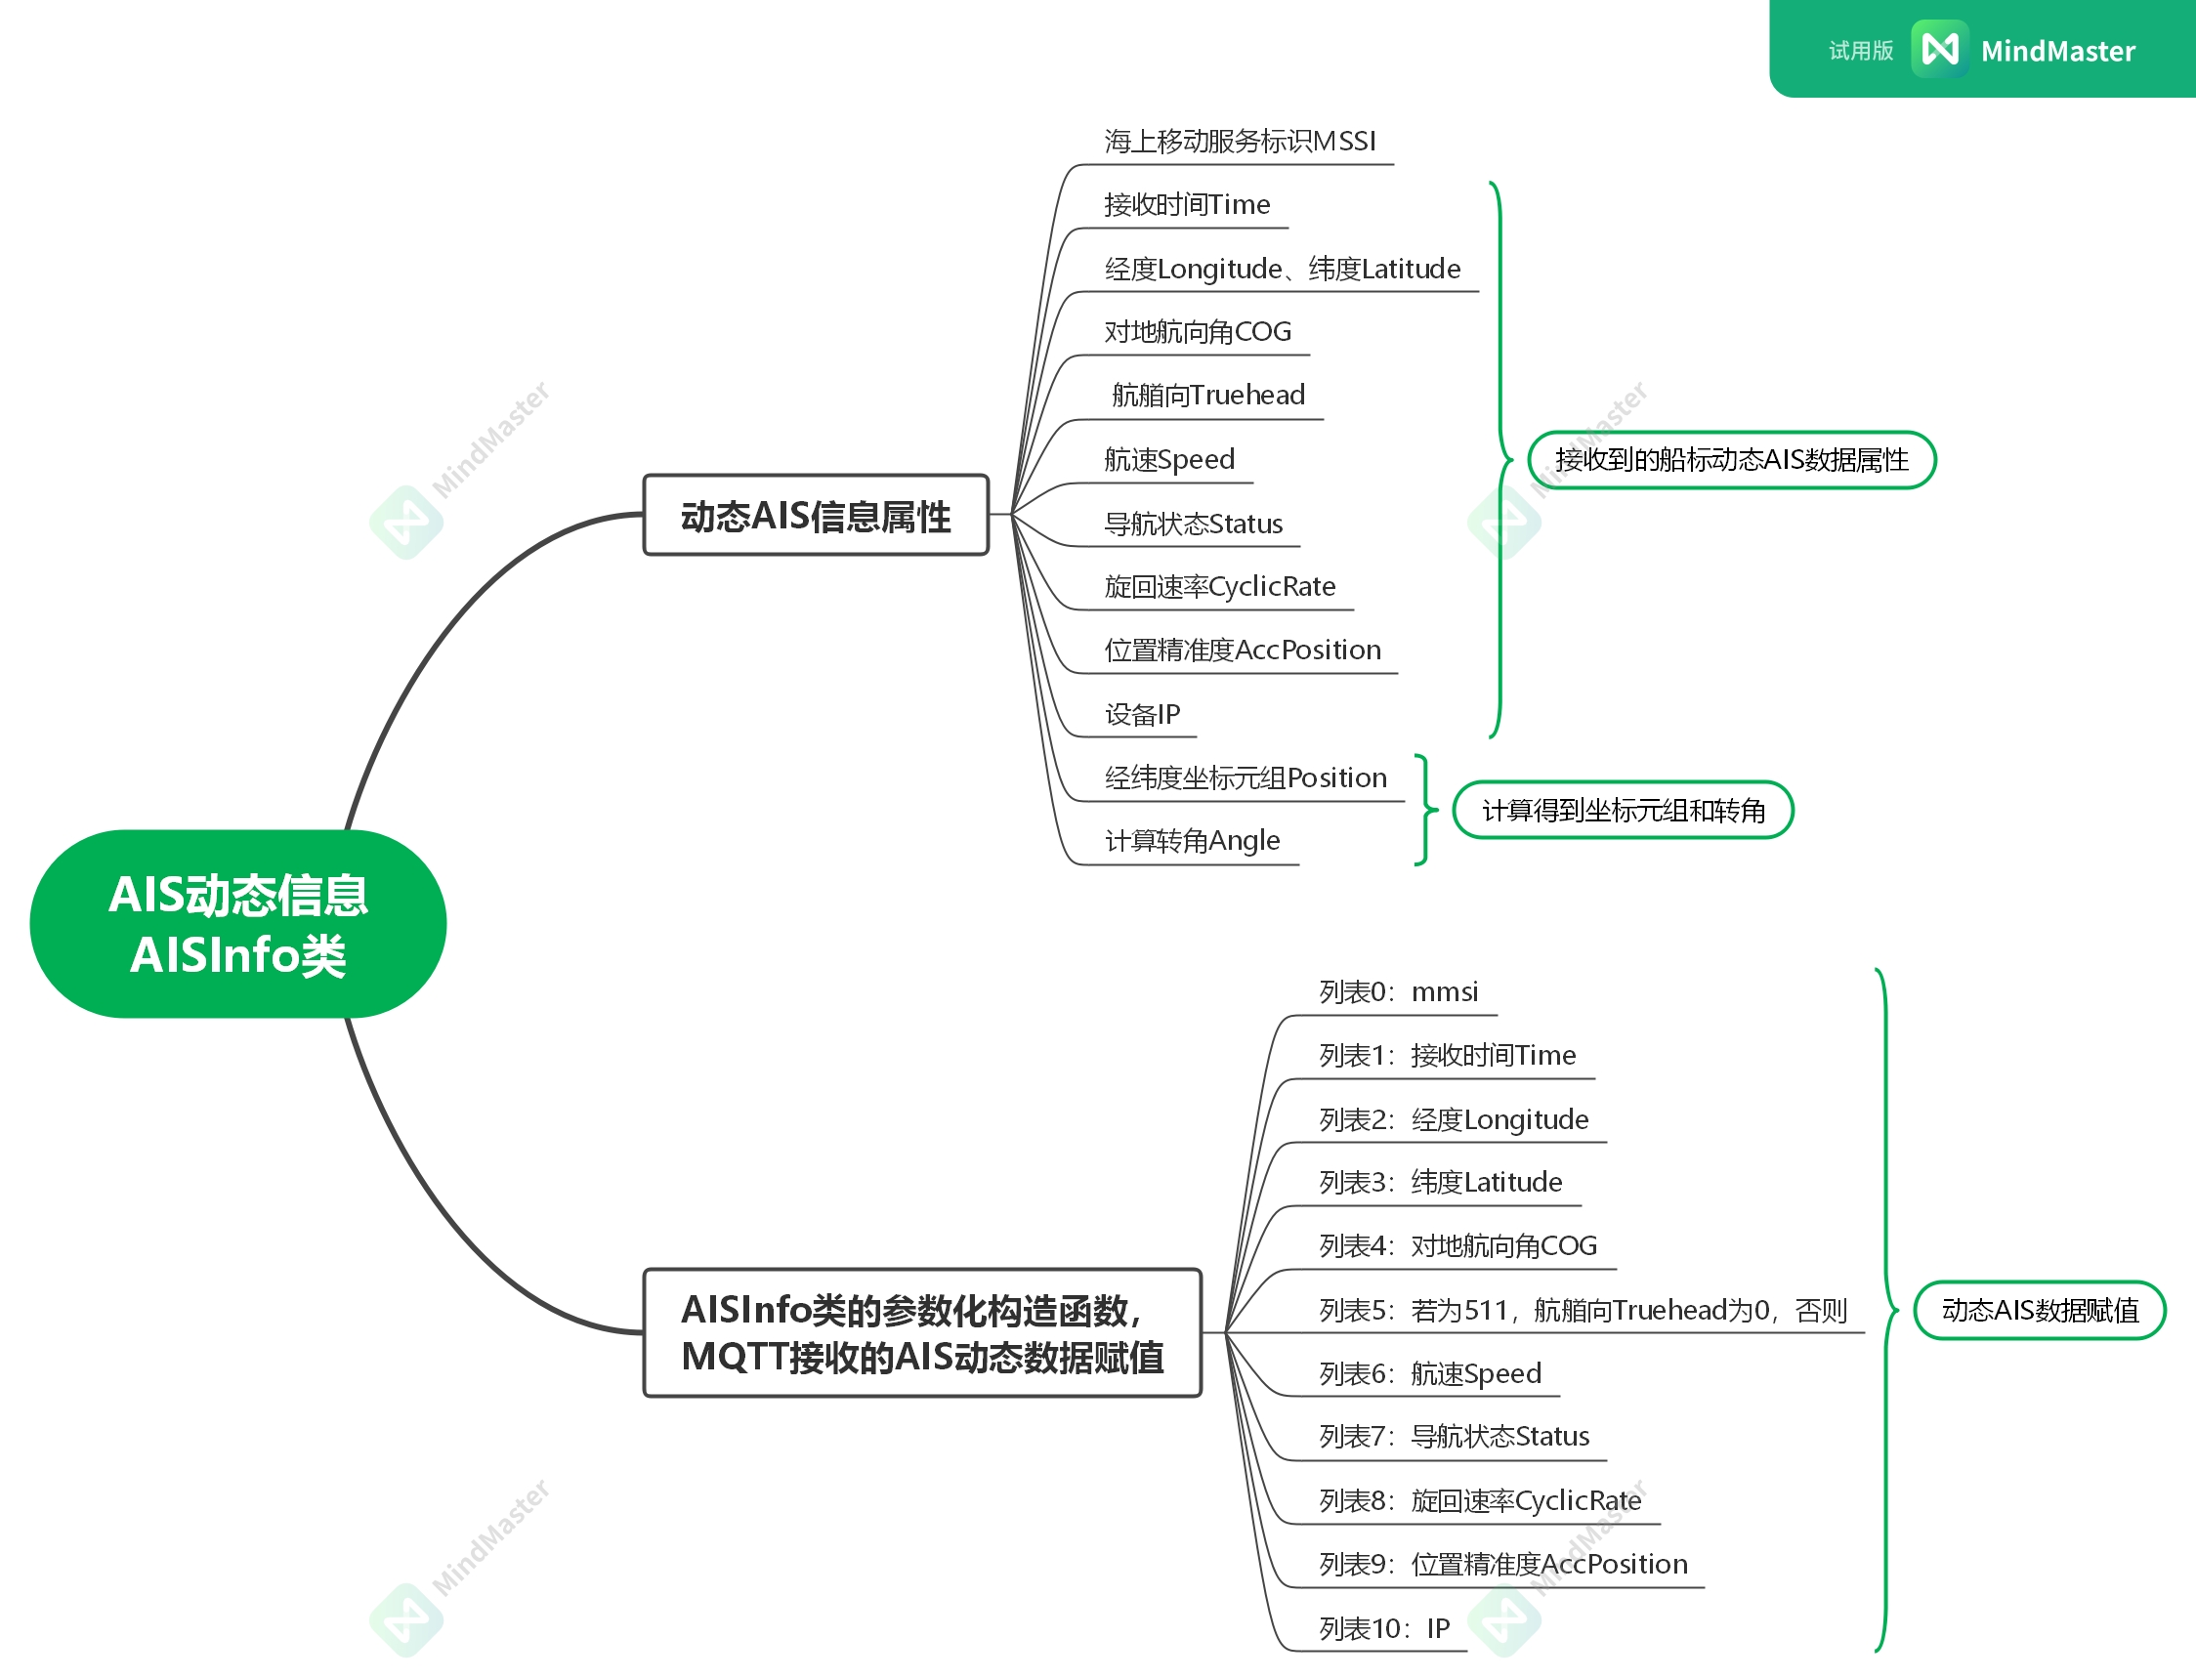 试用版 MindMaster
海上移动服务标识MSSI
接收时间Time
经度Longitude、纬度Latitude
对地航向角COG
航艏向Truehead
航速Speed
导航状态Status
旋回速率CyclicRate
位置精准度AccPosition
设备IP
经纬度坐标元组Position
计算转角Angle
接收到的船标动态AIS数据属性
计算得到坐标元组和转角
动态AIS信息属性
AIS动态信息
AISInfo类
AISInfo类的参数化构造函数，
MQTT接收的AIS动态数据赋值
列表0：mmsi
列表1：接收时间Time
列表2：经度Longitude
列表3：纬度Latitude
列表4：对地航向角COG
列表5：若为511，航艏向Truehead为0，否则
列表6：航速Speed
列表7：导航状态Status
列表8：旋回速率CyclicRate
列表9：位置精准度AccPosition
列表10：IP
动态AIS数据赋值
MindMaster
MindMaster
MindMaster
MindMaster